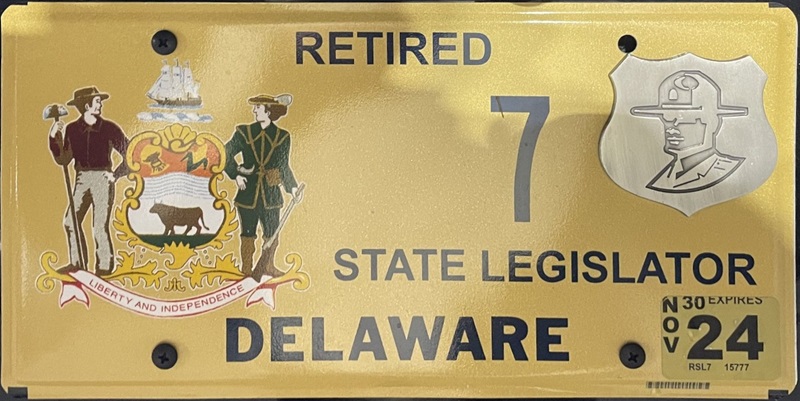 RETIRED
7
STATE LEGISLATOR
LIBERTY AND INDEPENDENCE
DELAWARE
NOV
30 EXPIRES
24
RSL7 15777